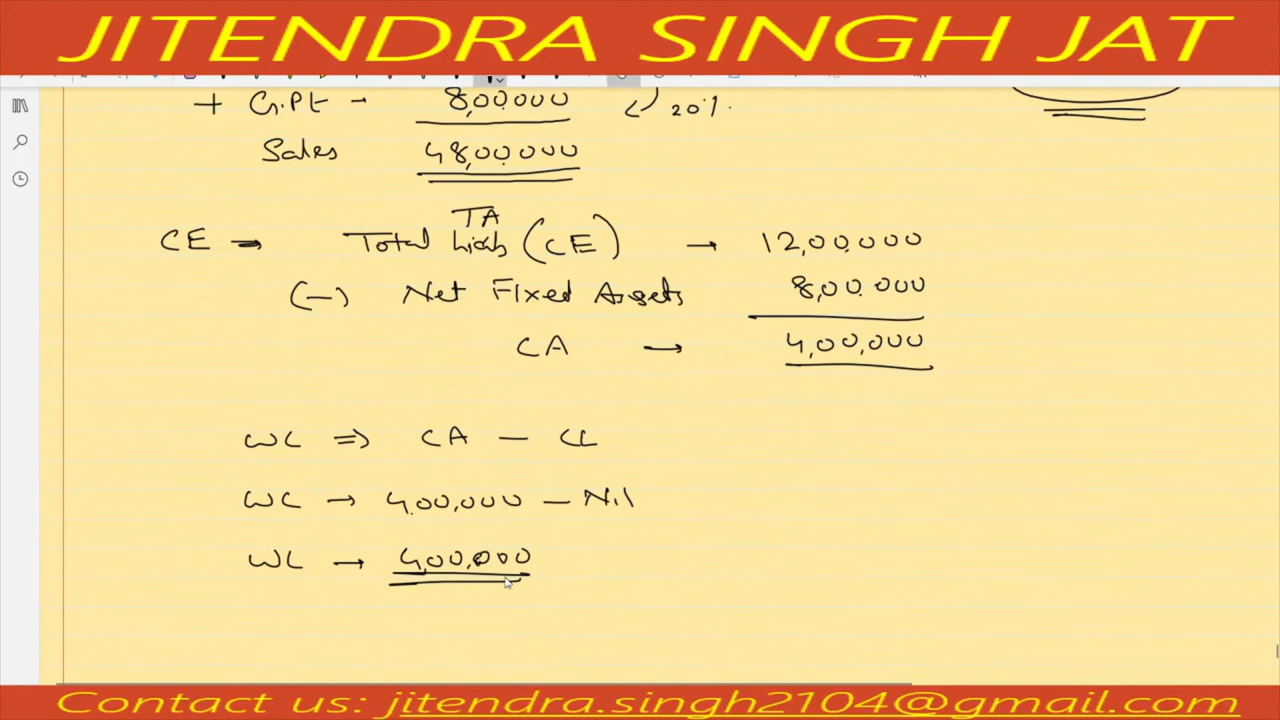 JITENDRA SINGH JAT
+ G.Pt - 8,00,000 20%.
Sales 48,00,000
TA
CE → Total Liab (CE) → 12,00,000
(-) Net Fixed Assets 8,00,000
CA → 4,00,000
WC ⇒ CA - CL
WC → 4,00,000 - Nil
WC → 4,00,000
Contact us: jitendra.singh2104@gmail.com